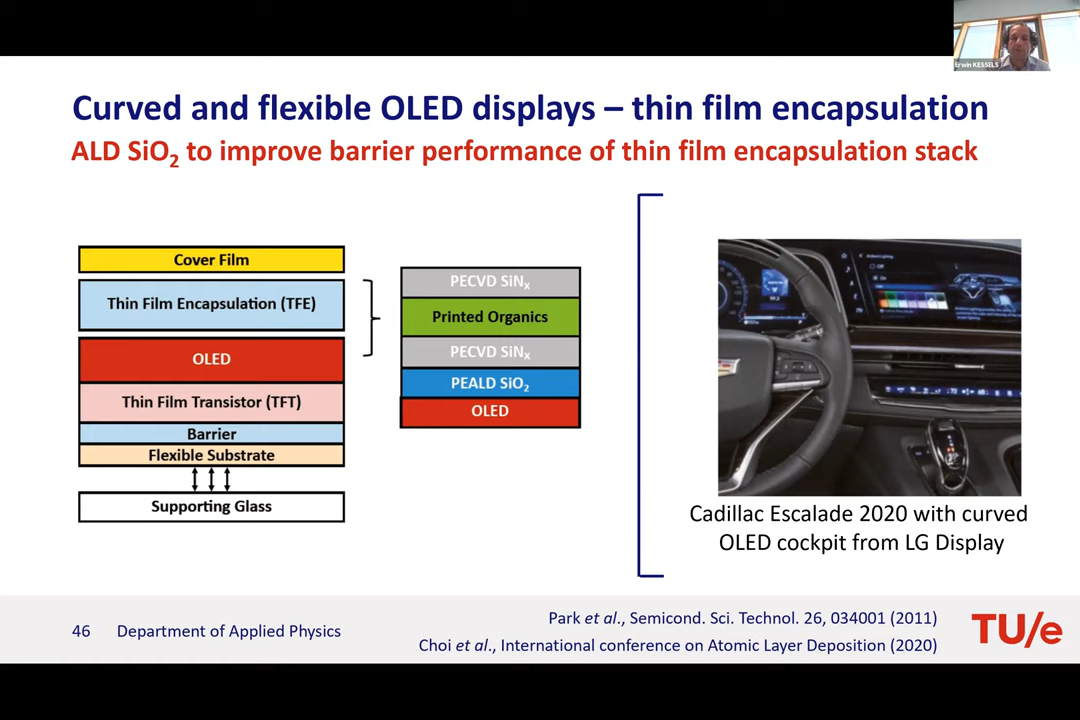 Erwin KESSELS
Curved and flexible OLED displays – thin film encapsulation
ALD SiO₂ to improve barrier performance of thin film encapsulation stack
Cover Film
Thin Film Encapsulation (TFE)
OLED
Thin Film Transistor (TFT)
Barrier
Flexible Substrate
Supporting Glass
PECVD SiNₓ
Printed Organics
PECVD SiNₓ
PEALD SiO₂
OLED
Cadillac Escalade 2020 with curved
OLED cockpit from LG Display
46 Department of Applied Physics
Park et al., Semicond. Sci. Technol. 26, 034001 (2011)
Choi et al., International conference on Atomic Layer Deposition (2020)
TU/e